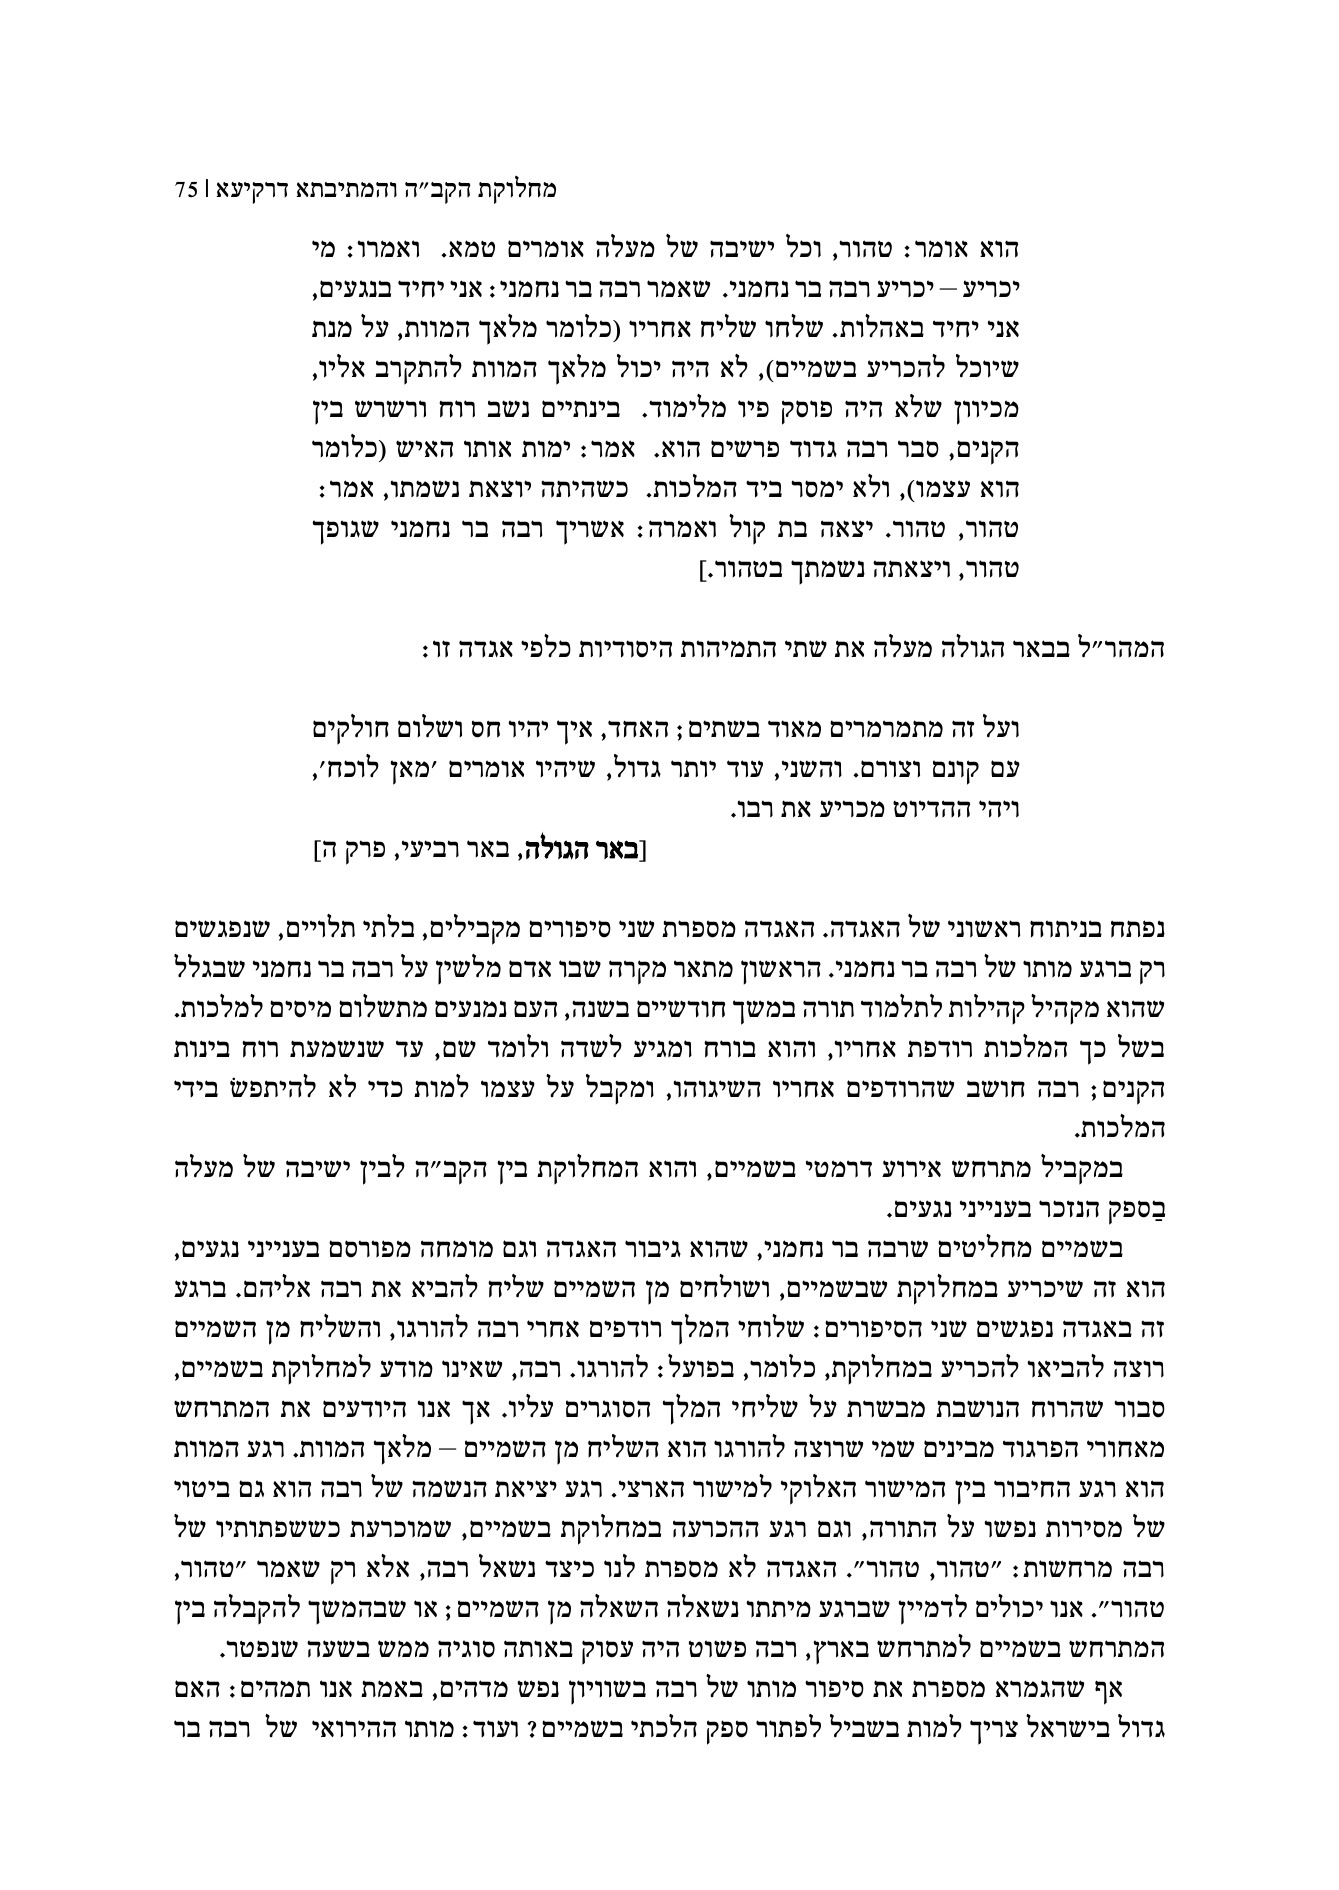 מחלוקת הקב״ה והמתיבתא דרקיעא | 75
הוא אומר: טהור, וכל ישיבה של מעלה אומרים טמא. ואמרו: מי
יכריע – יכריע רבה בר נחמני. שאמר רבה בר נחמני: אני יחיד בנגעים,
אני יחיד באהלות. שלחו שליח אחריו (כלומר מלאך המוות, על מנת
שיוכל להכריע בשמיים), לא היה יכול מלאך המוות להתקרב אליו,
מכיוון שלא היה פוסק פיו מלימוד. בינתיים נשב רוח ורשרש בין
הקנים, סבר רבה גדוד פרשים הוא. אמר: ימות אותו האיש (כלומר
הוא עצמו), ולא ימסר ביד המלכות. כשהיתה יוצאת נשמתו, אמר:
טהור, טהור. יצאה בת קול ואמרה: אשריך רבה בר נחמני שגופך
טהור, ויצאתה נשמתך בטהור.]
המהר״ל בבאר הגולה מעלה את שתי התמיהות היסודיות כלפי אגדה זו:
ועל זה מתמרמרים מאוד בשתים; האחד, איך יהיו חס ושלום חולקים
עם קונם וצורם. והשני, עוד יותר גדול, שיהיו אומרים ׳מאן לוכח׳,
ויהי ההדיוט מכריע את רבו.
[באר הגולה, באר רביעי, פרק ה]
נפתח בניתוח ראשוני של האגדה. האגדה מספרת שני סיפורים מקבילים, בלתי תלויים, שנפגשים
רק ברגע מותו של רבה בר נחמני. הראשון מתאר מקרה שבו אדם מלשין על רבה בר נחמני שבגלל
שהוא מקהיל קהילות לתלמוד תורה במשך חודשיים בשנה, העם נמנעים מתשלום מיסים למלכות.
בשל כך המלכות רודפת אחריו, והוא בורח ומגיע לשדה ולומד שם, עד שנשמעת רוח בינות
הקנים; רבה חושב שהרודפים אחריו השיגוהו, ומקבל על עצמו למות כדי לא להיתפשׂ בידי
המלכות.
במקביל מתרחש אירוע דרמטי בשמיים, והוא המחלוקת בין הקב״ה לבין ישיבה של מעלה
בַספק הנזכר בענייני נגעים.
בשמיים מחליטים שרבה בר נחמני, שהוא גיבור האגדה וגם מומחה מפורסם בענייני נגעים,
הוא זה שיכריע במחלוקת שבשמיים, ושולחים מן השמיים שליח להביא את רבה אליהם. ברגע
זה באגדה נפגשים שני הסיפורים: שלוחי המלך רודפים אחרי רבה להורגו, והשליח מן השמיים
רוצה להביאו להכריע במחלוקת, כלומר, בפועל: להורגו. רבה, שאינו מודע למחלוקת בשמיים,
סבור שהרוח הנושבת מבשרת על שליחי המלך הסוגרים עליו. אך אנו היודעים את המתרחש
מאחורי הפרגוד מבינים שמי שרוצה להורגו הוא השליח מן השמיים – מלאך המוות. רגע המוות
הוא רגע החיבור בין המישור האלוקי למישור הארצי. רגע יציאת הנשמה של רבה הוא גם ביטוי
של מסירות נפשו על התורה, וגם רגע ההכרעה במחלוקת בשמיים, שמוכרעת כששפתותיו של
רבה מרחשות: ״טהור, טהור״. האגדה לא מספרת לנו כיצד נשאל רבה, אלא רק שאמר ״טהור,
טהור״. אנו יכולים לדמיין שברגע מיתתו נשאלה השאלה מן השמיים; או שבהמשך להקבלה בין
המתרחש בשמיים למתרחש בארץ, רבה פשוט היה עסוק באותה סוגיה ממש בשעה שנפטר.
אף שהגמרא מספרת את סיפור מותו של רבה בשוויון נפש מדהים, באמת אנו תמהים: האם
גדול בישראל צריך למות בשביל לפתור ספק הלכתי בשמיים? ועוד: מותו ההירואי של רבה בר